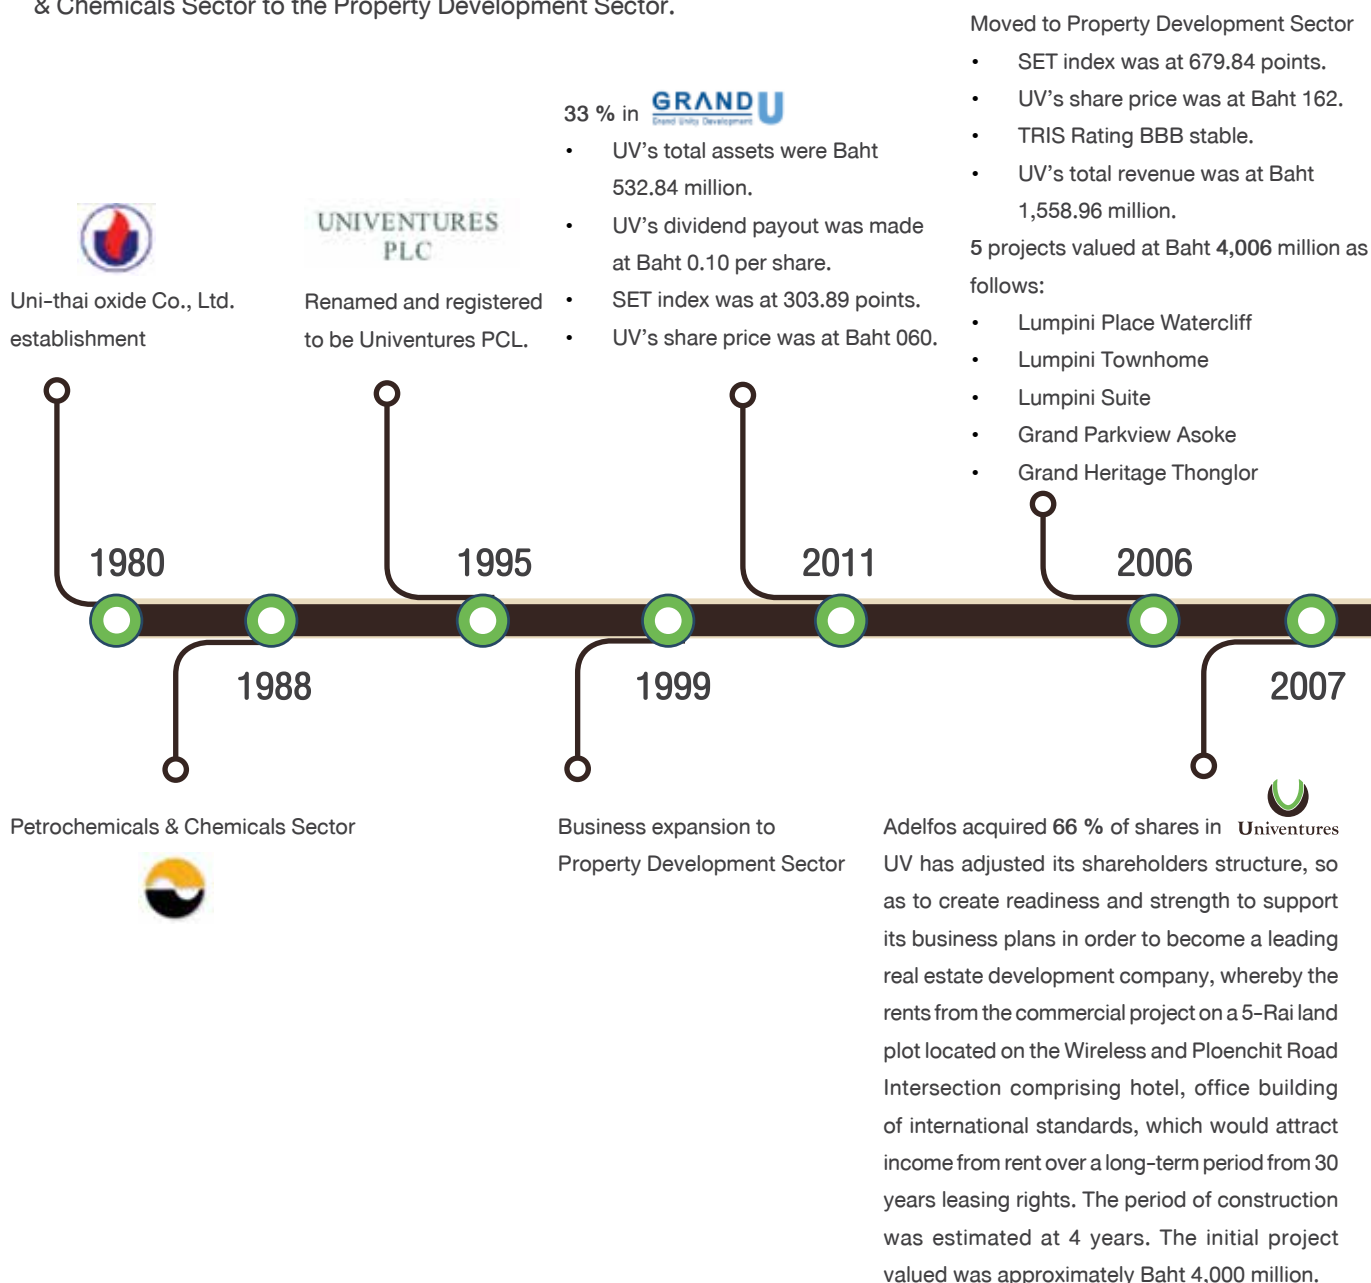 & Chemicals Sector to the Property Development Sector.
Uni-thai oxide Co., Ltd.
establishment
UNIVENTURES
PLC
Renamed and registered
to be Univentures PCL.
33 % in GRAND U
Grand Unity Development
• UV's total assets were Baht
532.84 million.
• UV's dividend payout was made
at Baht 0.10 per share.
• SET index was at 303.89 points.
• UV's share price was at Baht 060.
Moved to Property Development Sector
• SET index was at 679.84 points.
• UV's share price was at Baht 162.
• TRIS Rating BBB stable.
• UV's total revenue was at Baht
1,558.96 million.
5 projects valued at Baht 4,006 million as
follows:
• Lumpini Place Watercliff
• Lumpini Townhome
• Lumpini Suite
• Grand Parkview Asoke
• Grand Heritage Thonglor
1980
1995
2011
2006
1988
1999
2007
Petrochemicals & Chemicals Sector
Business expansion to
Property Development Sector
Adelfos acquired 66 % of shares in Univentures
UV has adjusted its shareholders structure, so
as to create readiness and strength to support
its business plans in order to become a leading
real estate development company, whereby the
rents from the commercial project on a 5-Rai land
plot located on the Wireless and Ploenchit Road
Intersection comprising hotel, office building
of international standards, which would attract
income from rent over a long-term period from 30
years leasing rights. The period of construction
was estimated at 4 years. The initial project
valued was approximately Baht 4,000 million.